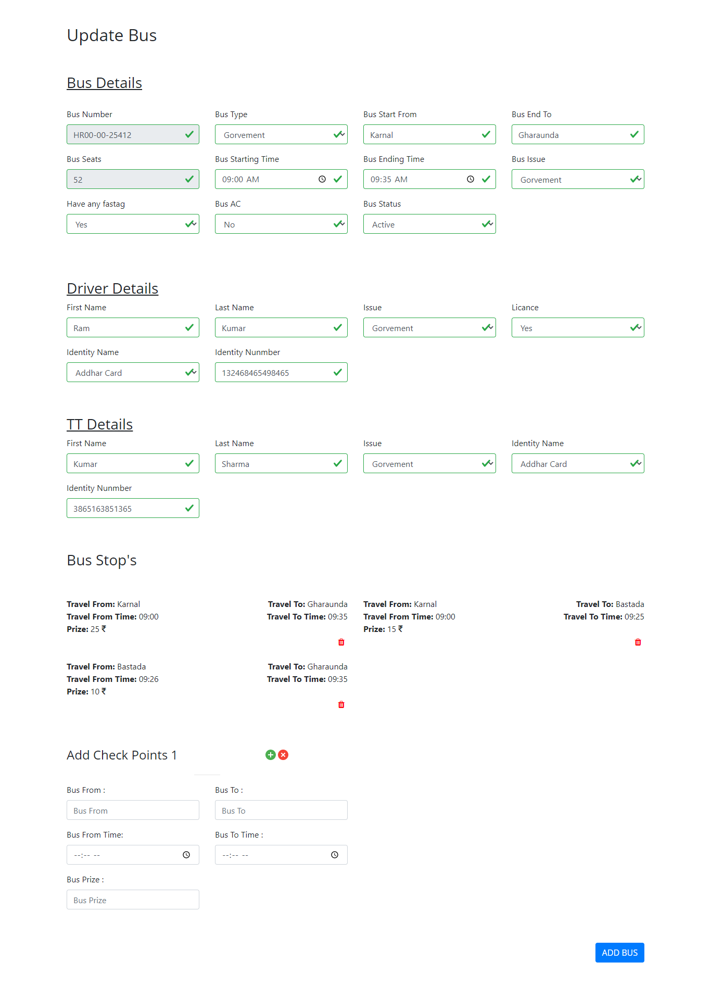 Update Bus
Bus Details
Bus Number Bus Type Bus Start From Bus End To
HR00-00-25412 Gorvement Karnal Gharaunda
Bus Seats Bus Starting Time Bus Ending Time Bus Issue
52 09:00 AM 09:35 AM Gorvement
Have any fastag Bus AC Bus Status
Yes No Active
Driver Details
First Name Last Name Issue Licance
Ram Kumar Gorvement Yes
Identity Name Identity Nunmber
Addhar Card 132468465498465
TT Details
First Name Last Name Issue Identity Name
Kumar Sharma Gorvement Addhar Card
Identity Nunmber
3865163851365
Bus Stop's
Travel From: Karnal Travel To: Gharaunda Travel From: Karnal Travel To: Bastada
Travel From Time: 09:00 Travel To Time: 09:35 Travel From Time: 09:00 Travel To Time: 09:25
Prize: 25 ₹ Prize: 15 ₹
Travel From: Bastada Travel To: Gharaunda
Travel From Time: 09:26 Travel To Time: 09:35
Prize: 10 ₹
Add Check Points 1
Bus From : Bus To :
Bus From Bus To
Bus From Time: Bus To Time :
--:-- -- --:-- --
Bus Prize :
Bus Prize
ADD BUS